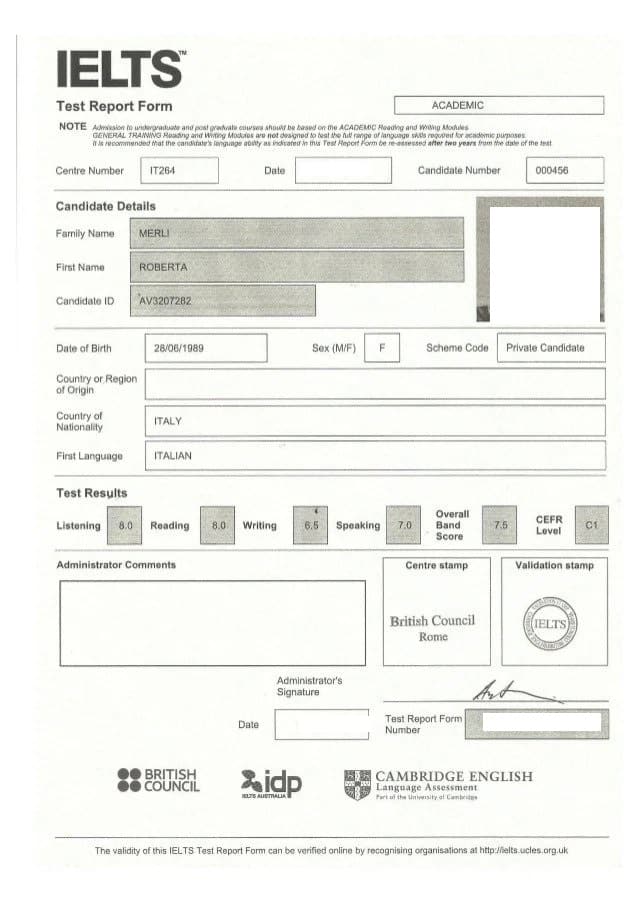 IELTS™
Test Report Form
ACADEMIC
NOTE Admission to undergraduate and post graduate courses should be based on the ACADEMIC Reading and Writing Modules.
GENERAL TRAINING Reading and Writing Modules are not designed to test the full range of language skills required for academic purposes.
It is recommended that the candidate's language ability as indicated in this Test Report Form be re-assessed after two years from the date of the test.
Centre Number IT264 Date Candidate Number 000456
Candidate Details
Family Name MERLI
First Name ROBERTA
Candidate ID AV3207282
Date of Birth 28/06/1989 Sex (M/F) F Scheme Code Private Candidate
Country or Region
of Origin
Country of
Nationality
ITALY
First Language ITALIAN
Test Results
Listening 8.0 Reading 8.0 Writing 6.5 Speaking 7.0 Overall
Band
Score
7.5 CEFR
Level
C1
Administrator Comments
Centre stamp
Validation stamp
British Council
Rome
IELTS
Administrator's
Signature
Date
Test Report Form
Number
BRITISH
COUNCIL
idp
IELTS AUSTRALIA
CAMBRIDGE ENGLISH
Language Assessment
Part of the University of Cambridge
The validity of this IELTS Test Report Form can be verified online by recognising organisations at http://ielts.ucles.org.uk